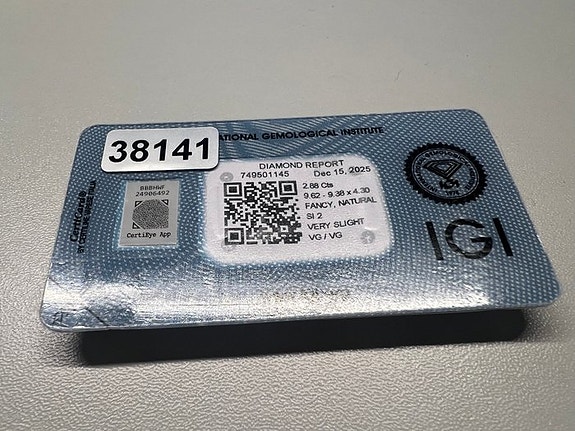 38141
ATIONAL GEMOLOGICAL INSTITUTE
DIAMOND REPORT
749501145 Dec 15, 2025
2.88 Cts
9.62 - 9.38 x 4.30
FANCY, NATURAL
SI 2
VERY SLIGHT
VG / VG
BBBHWF
24906492
CertiEye App
IGI
IGI